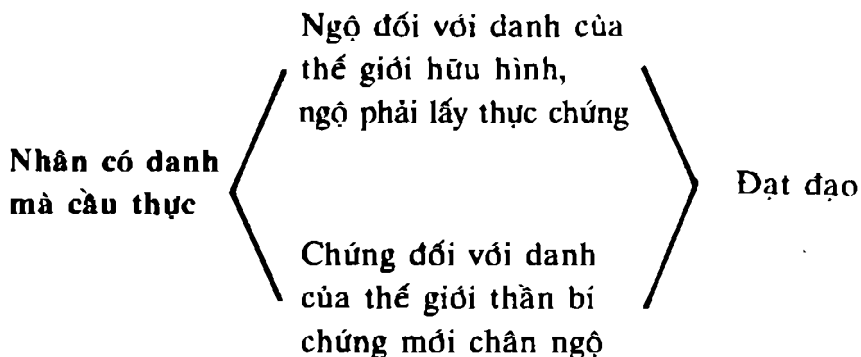 Ngộ đối với danh của
thế giới hữu hình,
ngộ phải lấy thực chứng
Nhân có danh
mà cầu thực
Đạt đạo
Chứng đối với danh
của thế giới thần bí
chứng mới chân ngộ